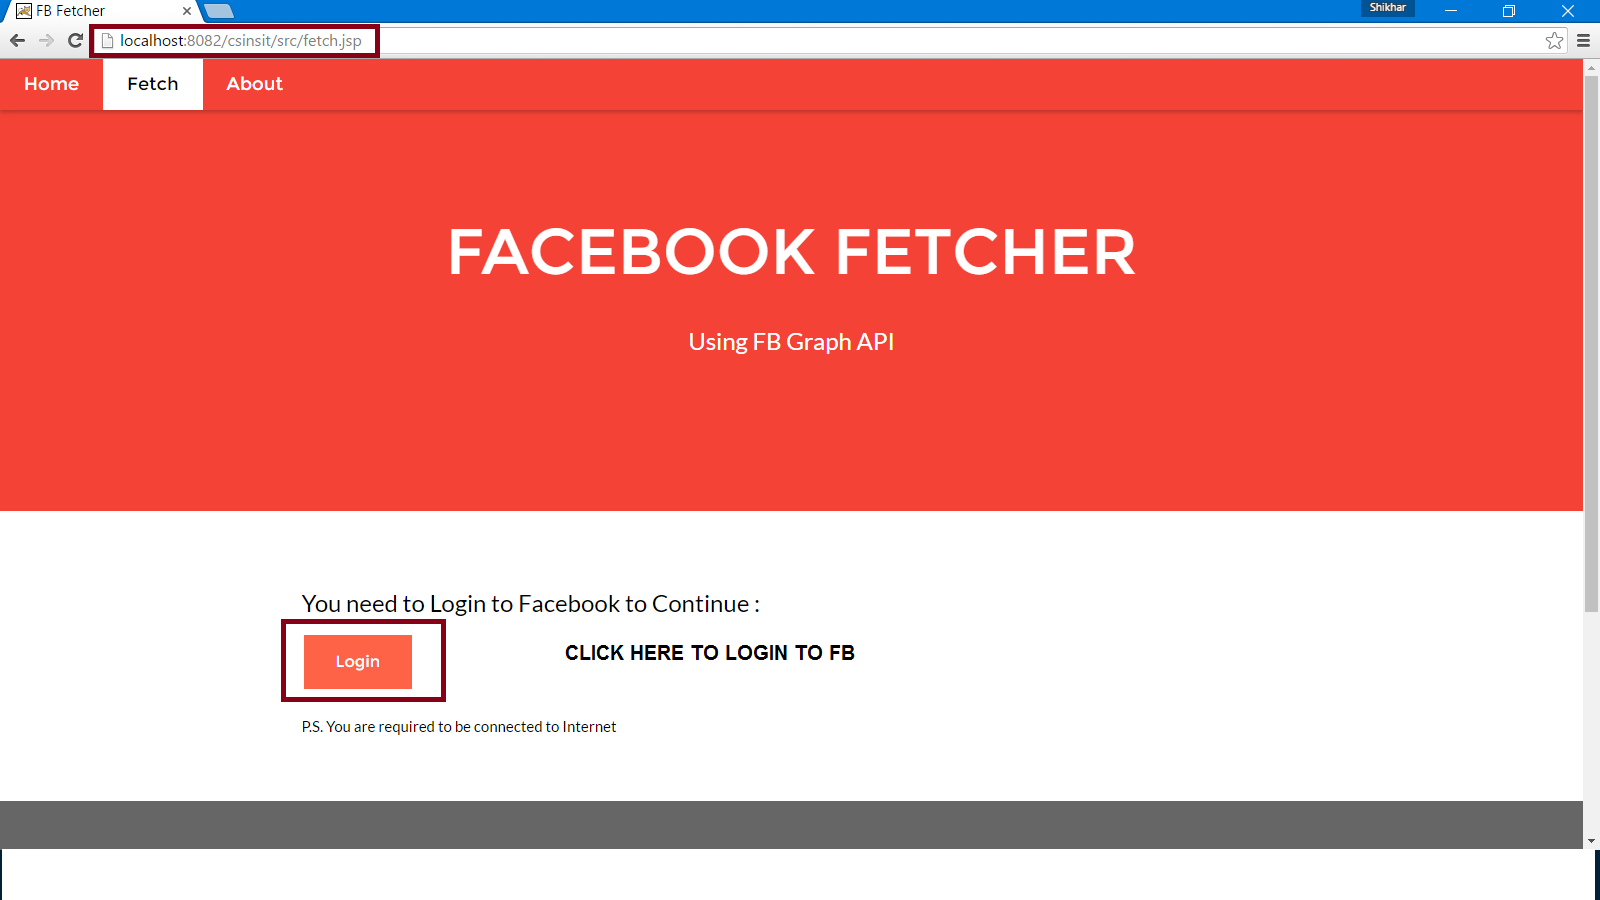 FB Fetcher
Shikhar
localhost:8082/csinsit/src/fetch.jsp
Home Fetch About
FACEBOOK FETCHER
Using FB Graph API
You need to Login to Facebook to Continue :
Login CLICK HERE TO LOGIN TO FB
P.S. You are required to be connected to Internet